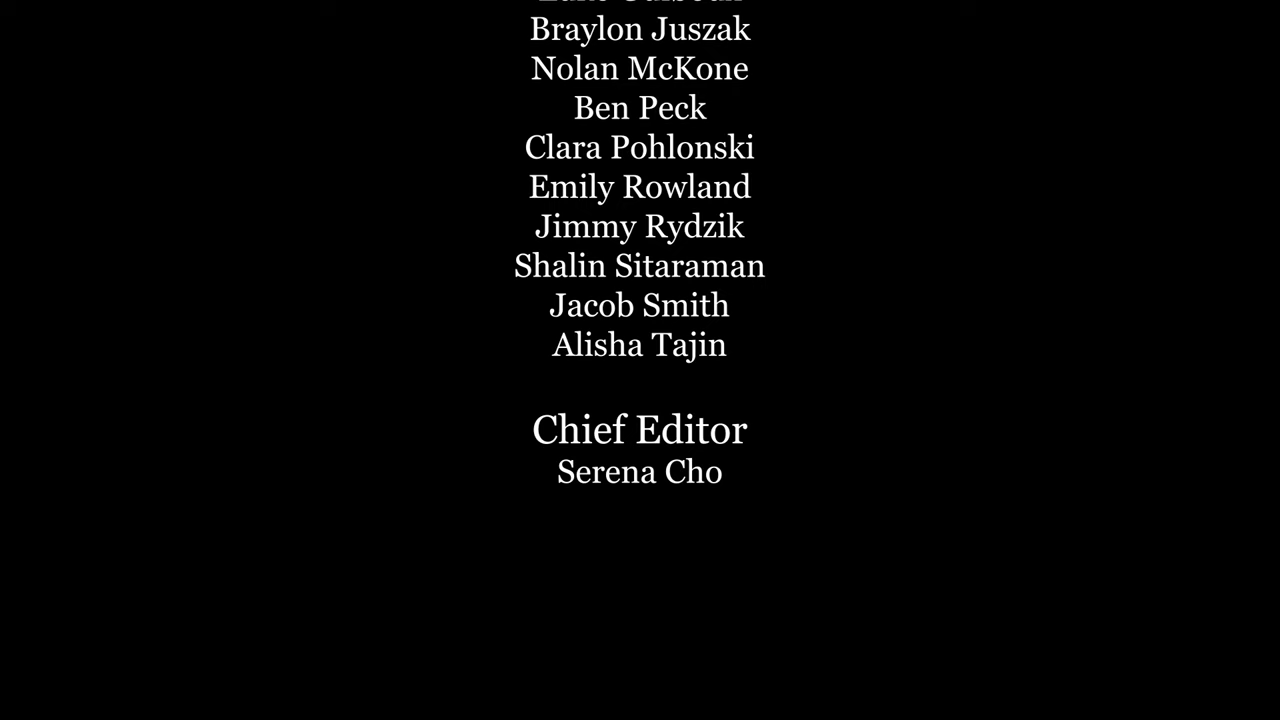 Braylon Juszak
Nolan McKone
Ben Peck
Clara Pohlonski
Emily Rowland
Jimmy Rydzik
Shalin Sitaraman
Jacob Smith
Alisha Tajin
Chief Editor
Serena Cho